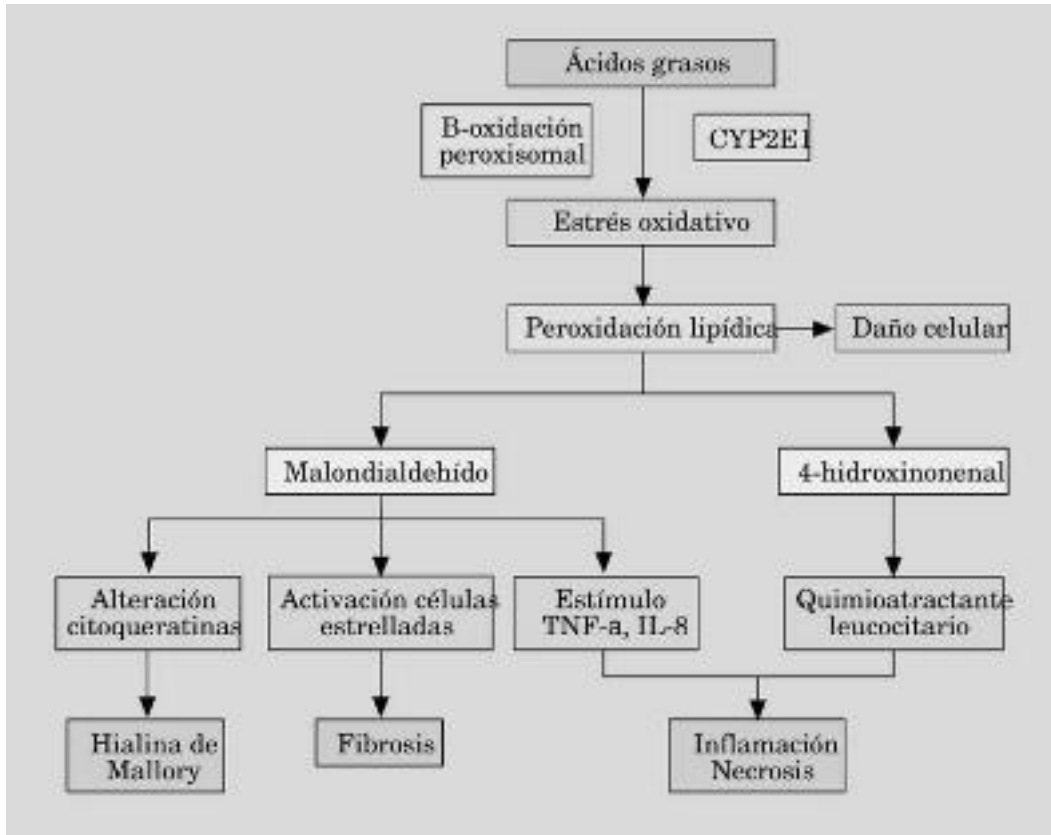 Ácidos grasos
B-oxidación
peroxisomal
CYP2E1
Estrés oxidativo
Peroxidación lipídica
Daño celular
Malondialdehído
4-hidroxinonenal
Alteración
citoqueratinas
Activación células
estrelladas
Estímulo
TNF-a, IL-8
Quimioatractante
leucocitario
Hialina de
Mallory
Fibrosis
Inflamación
Necrosis